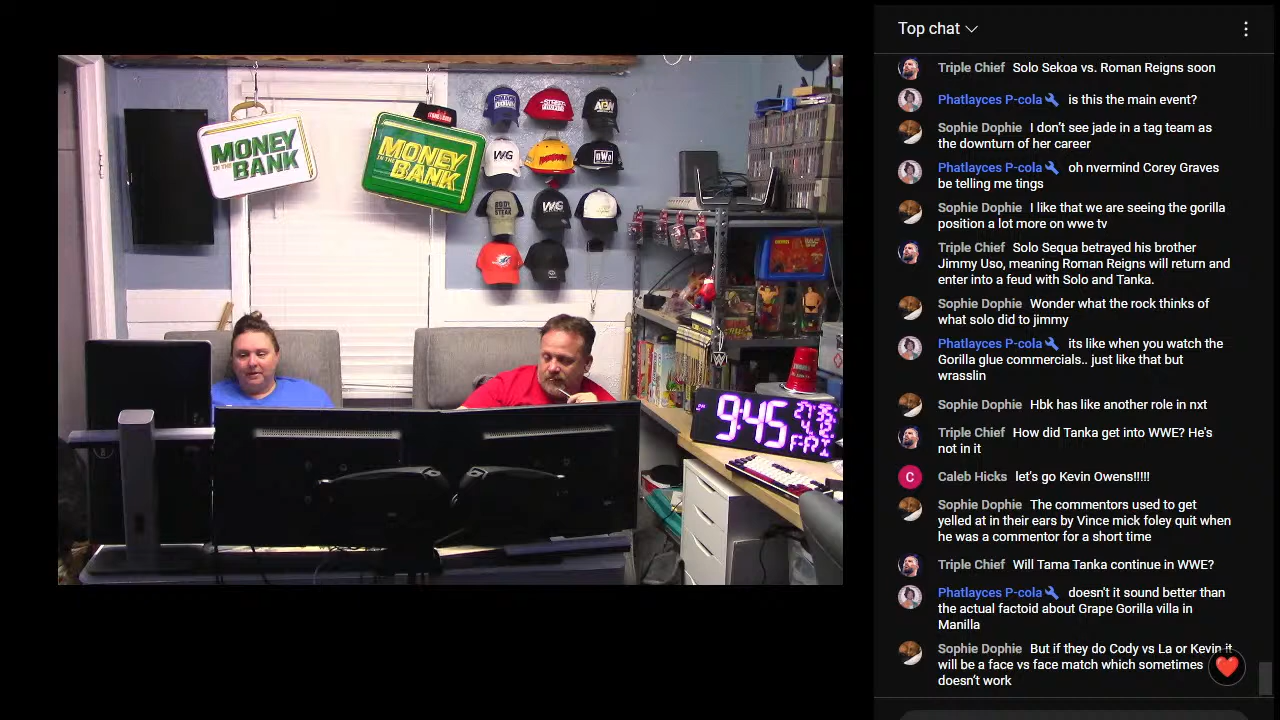 Top chat
Triple Chief Solo Sekoa vs. Roman Reigns soon
Phatlayces P-cola is this the main event?
Sophie Dophie I don't see jade in a tag team as
the downturn of her career
Phatlayces P-cola oh nvermind Corey Graves
be telling me tings
Sophie Dophie I like that we are seeing the gorilla
position a lot more on wwe tv
Triple Chief Solo Sequa betrayed his brother
Jimmy Uso, meaning Roman Reigns will return and
enter into a feud with Solo and Tanka.
Sophie Dophie Wonder what the rock thinks of
what solo did to jimmy
Phatlayces P-cola its like when you watch the
Gorilla glue commercials.. just like that but
wrasslin
Sophie Dophie Hbk has like another role in nxt
Triple Chief How did Tanka get into WWE? He's
not in it
C
Caleb Hicks let's go Kevin Owens!!!!!
Sophie Dophie The commentors used to get
yelled at in their ears by Vince mick foley quit when
he was a commentor for a short time
Triple Chief Will Tama Tanka continue in WWE?
Phatlayces P-cola doesn't it sound better than
the actual factoid about Grape Gorilla villa in
Manilla
Sophie Dophie But if they do Cody vs La or Kevin it
will be a face vs face match which sometimes
doesn't work
MONEY
IN THE BANK
MONEY
IN THE BANK
AEW
WG
nWo
WG
9:45
FRI